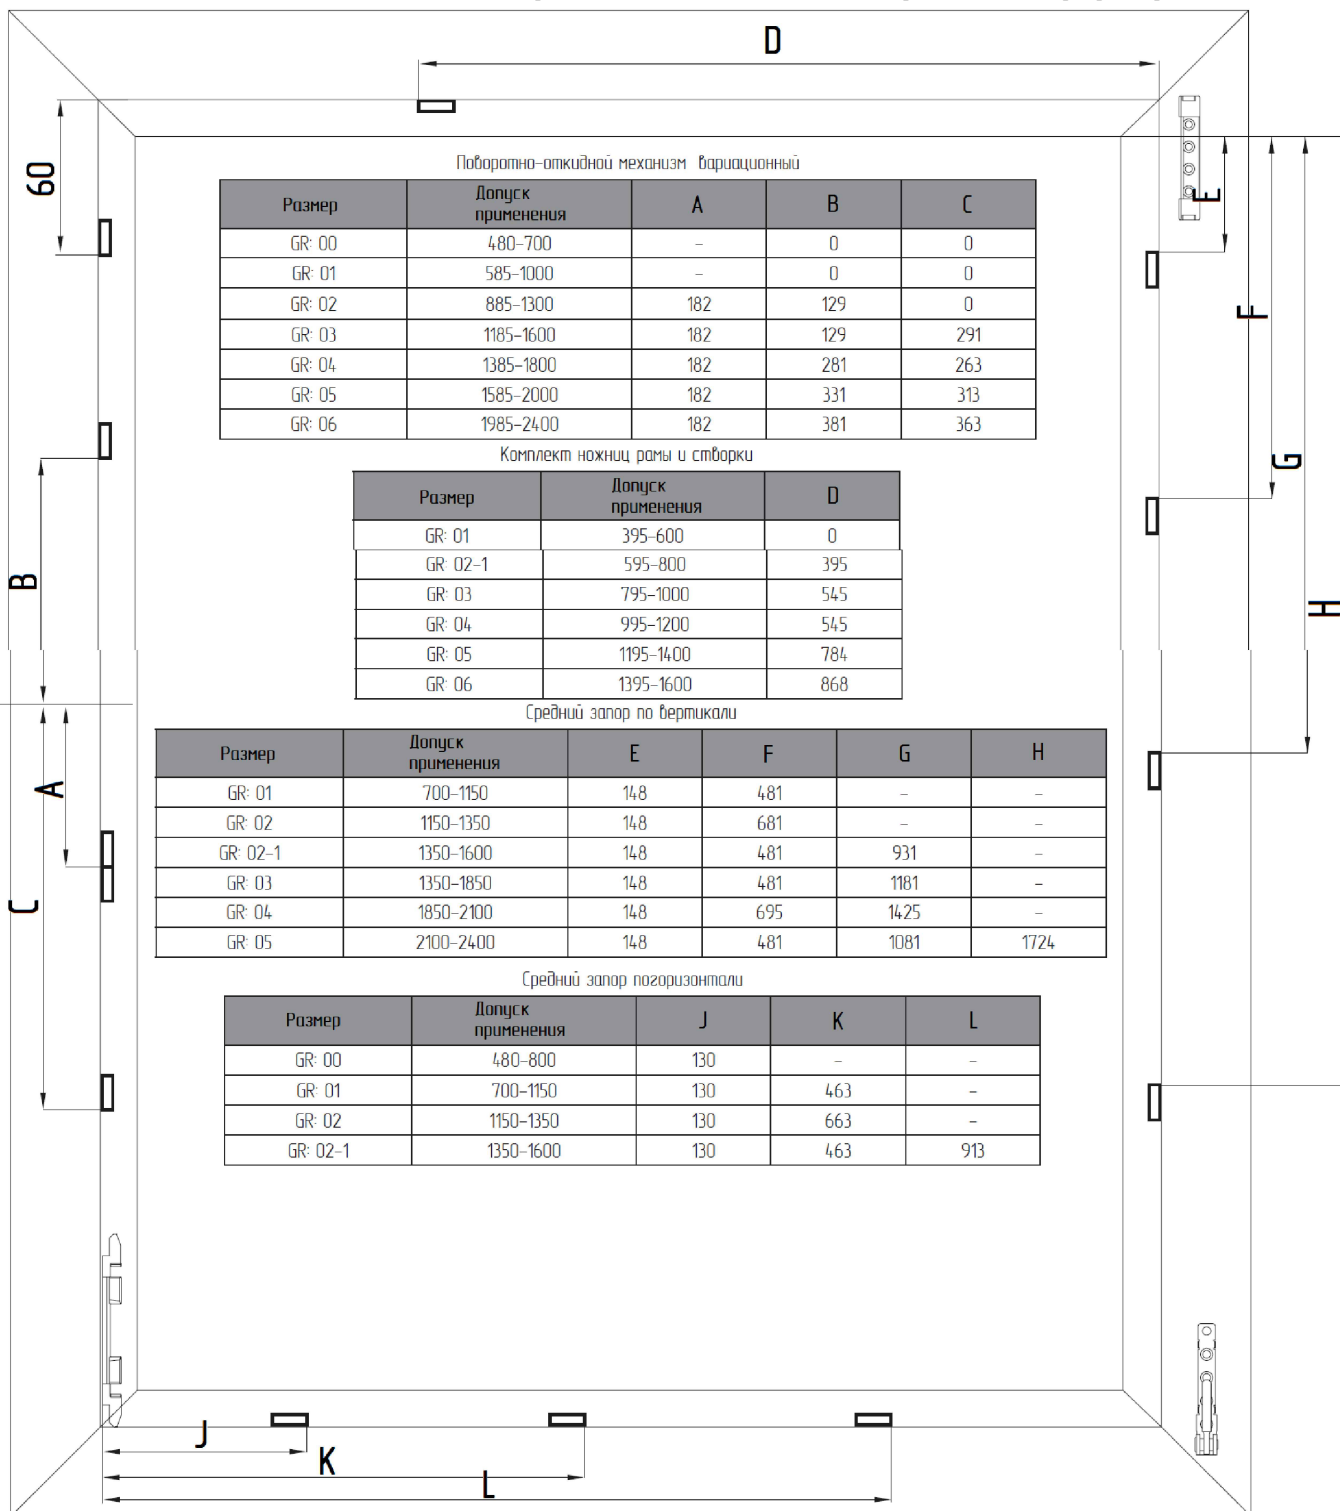 D
60
E
F
G
H
B
A
C
J
K
L
Поворотно-откидной механизм вариационный
Размер Допуск применения A B C
GR: 00 480-700 - 0 0
GR: 01 585-1000 - 0 0
GR: 02 885-1300 182 129 0
GR: 03 1185-1600 182 129 291
GR: 04 1385-1800 182 281 263
GR: 05 1585-2000 182 331 313
GR: 06 1985-2400 182 381 363
Комплект ножниц рамы и створки
Размер Допуск применения D
GR: 01 395-600 0
GR: 02-1 595-800 395
GR: 03 795-1000 545
GR: 04 995-1200 545
GR: 05 1195-1400 784
GR: 06 1395-1600 868
Средний запор по вертикали
Размер Допуск применения E F G H
GR: 01 700-1150 148 481 - -
GR: 02 1150-1350 148 681 - -
GR: 02-1 1350-1600 148 481 931 -
GR: 03 1350-1850 148 481 1181 -
GR: 04 1850-2100 148 695 1425 -
GR: 05 2100-2400 148 481 1081 1724
Средний запор погоризонтали
Размер Допуск применения J K L
GR: 00 480-800 130 - -
GR: 01 700-1150 130 463 -
GR: 02 1150-1350 130 663 -
GR: 02-1 1350-1600 130 463 913